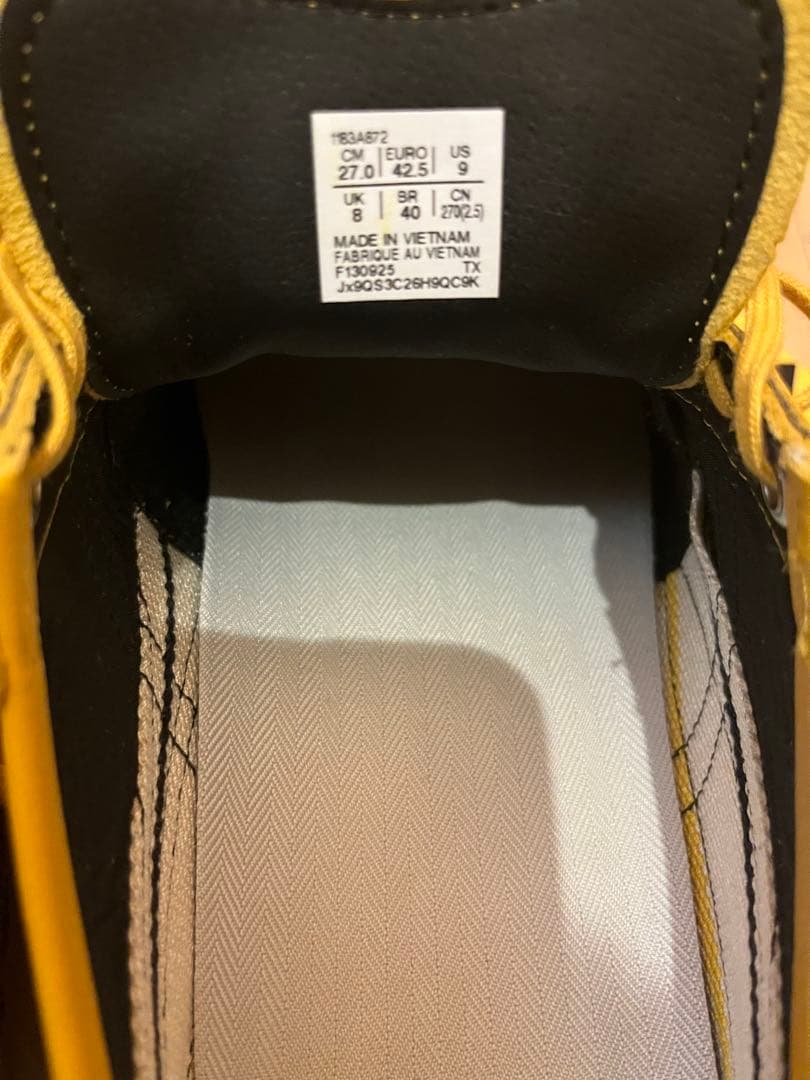 1183A872
CM | EURO | US
27.0 | 42.5 | 9
UK | BR | CN
8 | 40 | 270(2.5)
MADE IN VIETNAM
FABRIQUE AU VIETNAM
F130925 TX
Jx9QS3C26H9QC9K